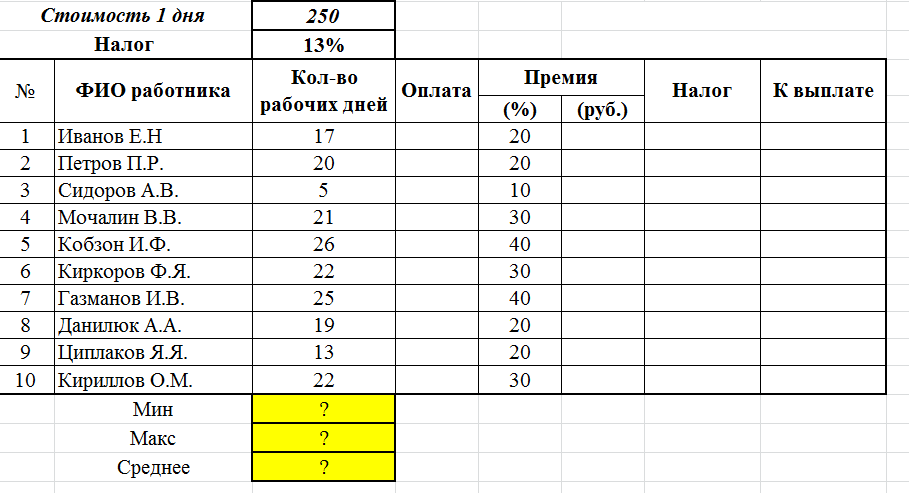 Стоимость 1 дня 250
Налог 13%
№ ФИО работника Кол-во рабочих дней Оплата Премия Налог К выплате
(%) (руб.)
1 Иванов Е.Н 17 20
2 Петров П.Р. 20 20
3 Сидоров А.В. 5 10
4 Мочалин В.В. 21 30
5 Кобзон И.Ф. 26 40
6 Киркоров Ф.Я. 22 30
7 Газманов И.В. 25 40
8 Данилюк А.А. 19 20
9 Циплаков Я.Я. 13 20
10 Кириллов О.М. 22 30
Мин ?
Макс ?
Среднее ?